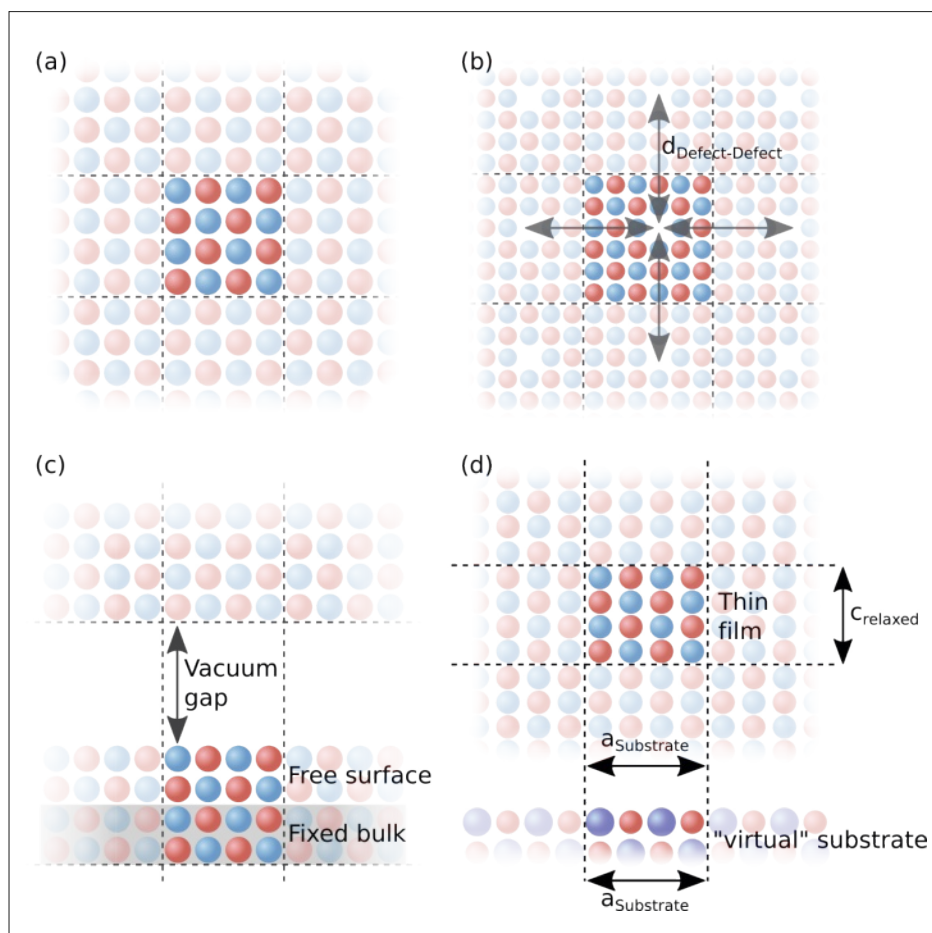 (a)
(b)
d_Defect-Defect
(c)
Vacuum
gap
Free surface
Fixed bulk
(d)
Thin
film
c_relaxed
a_Substrate
"virtual" substrate
a_Substrate